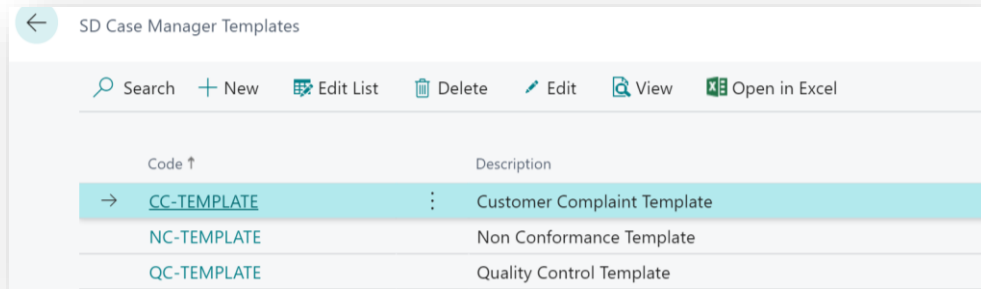 SD Case Manager Templates
Search New Edit List Delete Edit View Open in Excel
Code ↑ Description
CC-TEMPLATE Customer Complaint Template
NC-TEMPLATE Non Conformance Template
QC-TEMPLATE Quality Control Template